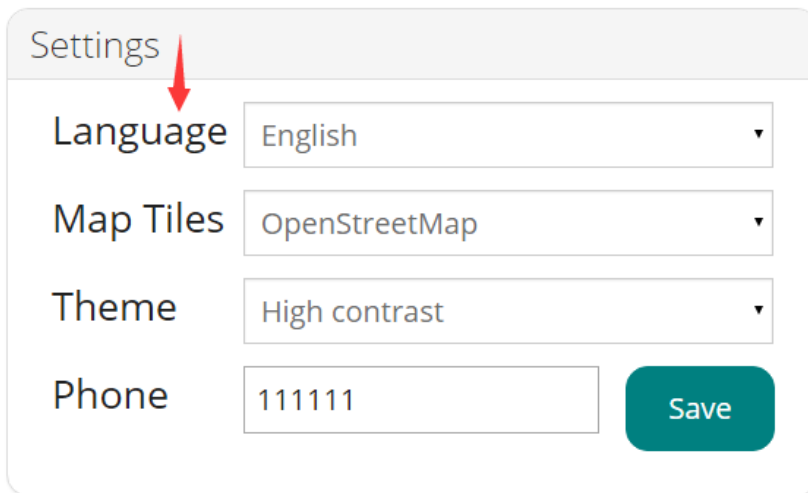 Settings
Language English
Map Tiles OpenStreetMap
Theme High contrast
Phone 111111 Save